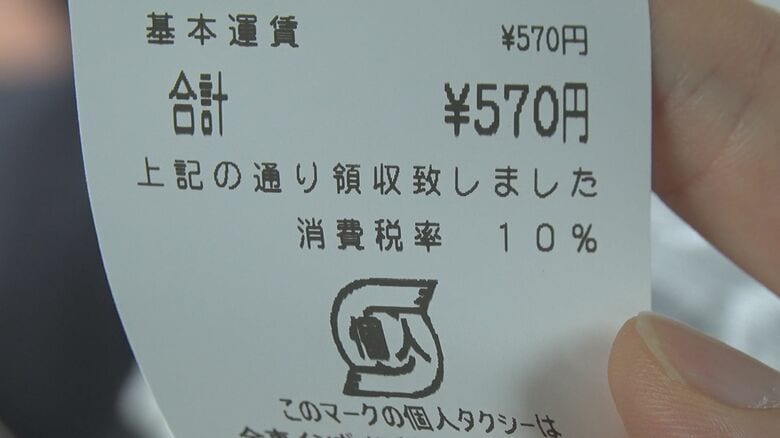 基本運賃 ¥570円
合計 ¥570円
上記の通り領収致しました
消費税率 10%
個人
このマークの個人タクシーは